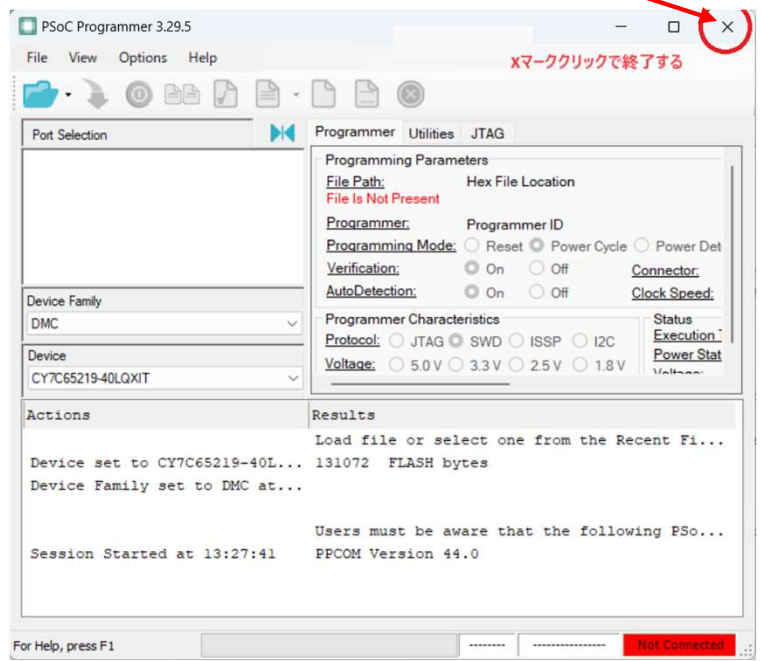 PSoC Programmer 3.29.5
File View Options Help
Xマーククリックで終了する
Port Selection
Programmer Utilities JTAG
Programming Parameters
File Path: Hex File Location
File Is Not Present
Programmer: Programmer ID
Programming Mode: Reset Power Cycle Power Det
Verification: On Off Connector:
AutoDetection: On Off Clock Speed:
Programmer Characteristics
Protocol: JTAG SWD ISSP I2C
Voltage: 5.0 V 3.3 V 2.5 V 1.8 V
Status
Execution T
Power Stat
Voltage:
Device Family
DMC
Device
CY7C65219-40LQXIT
Actions Results
Load file or select one from the Recent Fi...
Device set to CY7C65219-40L... 131072 FLASH bytes
Device Family set to DMC at...
Users must be aware that the following PSo...
Session Started at 13:27:41 PPCOM Version 44.0
For Help, press F1
-------- --------------- Not Connected